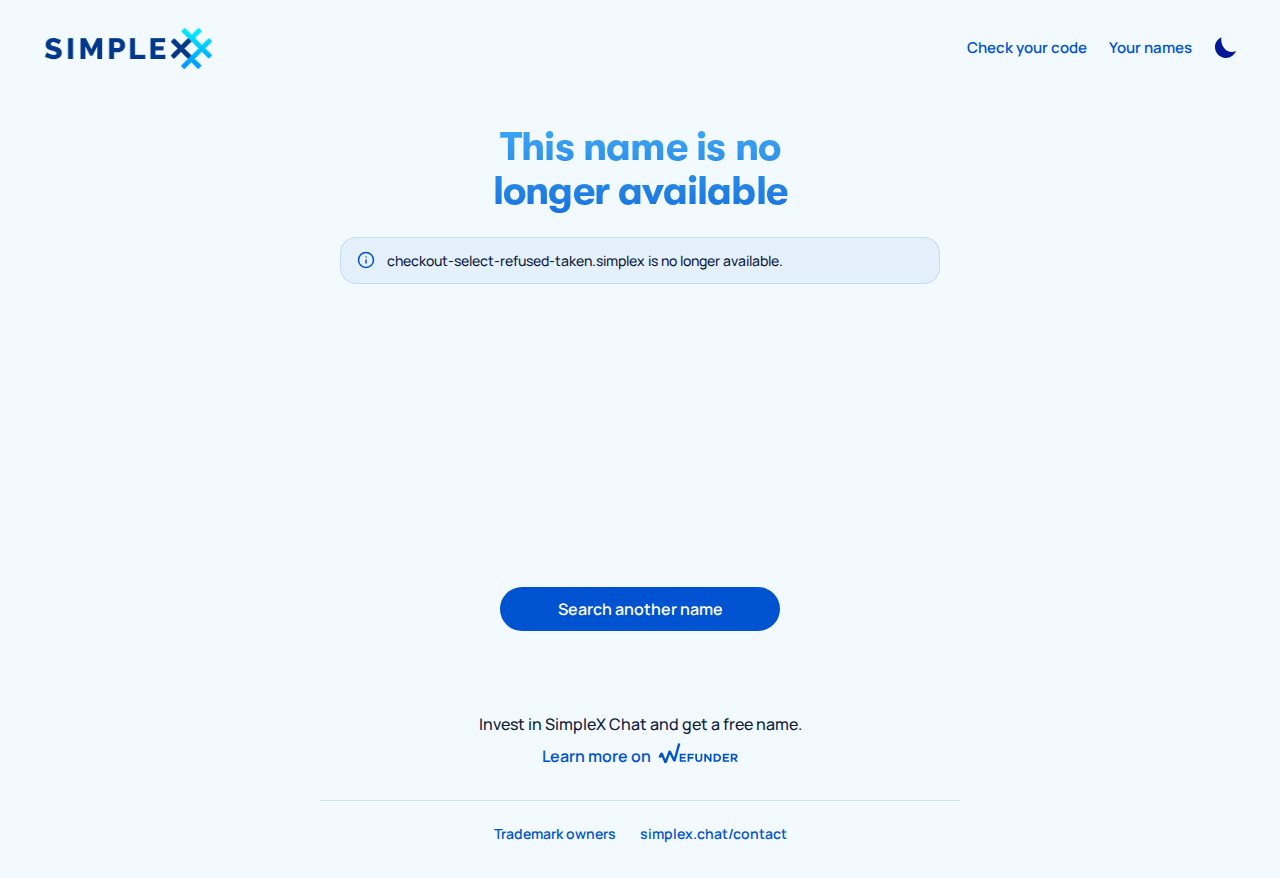 SIMPLEX
Check your code
Your names
This name is no
longer available
checkout-select-refused-taken.simplex is no longer available.
Search another name
Invest in SimpleX Chat and get a free name.
Learn more on WEFUNDER
Trademark owners
simplex.chat/contact